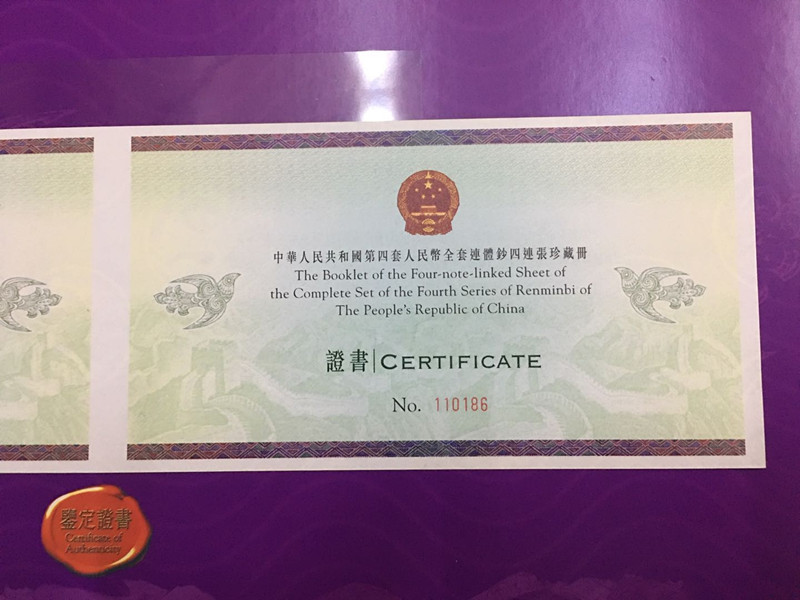 中華人民共和國第四套人民幣全套連體鈔四連張珍藏冊
The Booklet of the Four-note-linked Sheet of
the Complete Set of the Fourth Series of Renminbi of
The People's Republic of China
證書|CERTIFICATE
No. 110186
鑒定證書
Certificate of
Authenticity